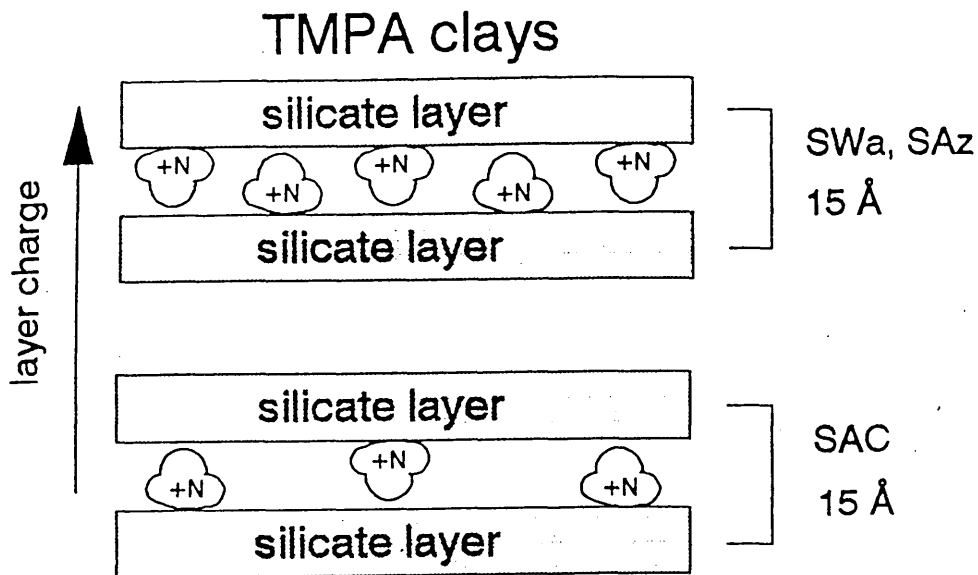 TMPA clays
silicate layer
+N +N +N +N +N
silicate layer
SWa, SAz
15 Å
layer charge
silicate layer
+N +N +N
silicate layer
SAC
15 Å